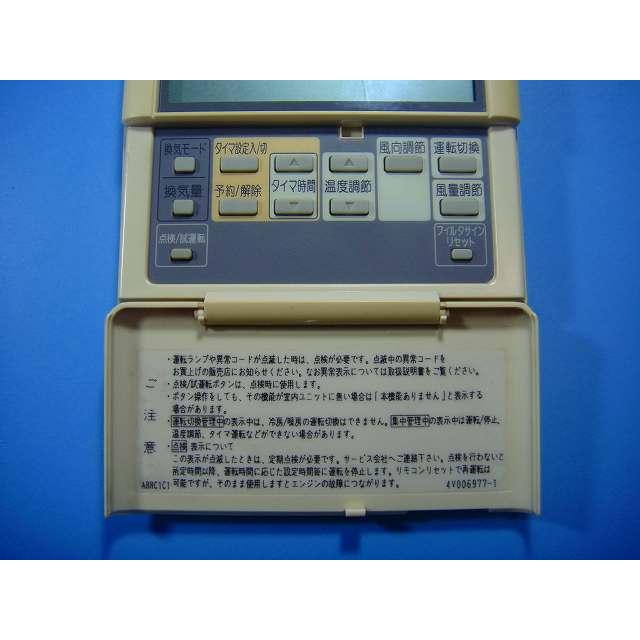 換気モード
タイマ設定入/切
風向調節
運転切換
換気量
予約/解除
タイマ時間
温度調節
風量調節
点検/試運転
フィルタサイン
リセット
ご注意
・運転ランプや異常コードが点滅した時は、点検が必要です。点滅中の異常コードを
お買上げの販売店にお知らせください。なお異常表示については取扱説明書をご覧ください。
・点検/試運転ボタンは、点検時に使用します。
・ボタン操作をしても、その機能が室内ユニットに無い場合は「本機能ありません」と表示する
場合があります。
・運転切換管理中の表示中は、冷房/暖房の運転切換はできません。集中管理中の表示中は運転/停止、
温度調節、タイマ運転などができない場合があります。
・点検 表示について
この表示が点滅したときは、定期点検が必要です。サービス会社へご連絡下さい。点検を行わないと
所定時間以降、運転時間に応じた設定時間毎に運転を停止します。リモコンリセットで再運転は
可能ですが、そのまま使用しますとエンジンの故障につながります。
ABRC1C1
4V006977-1